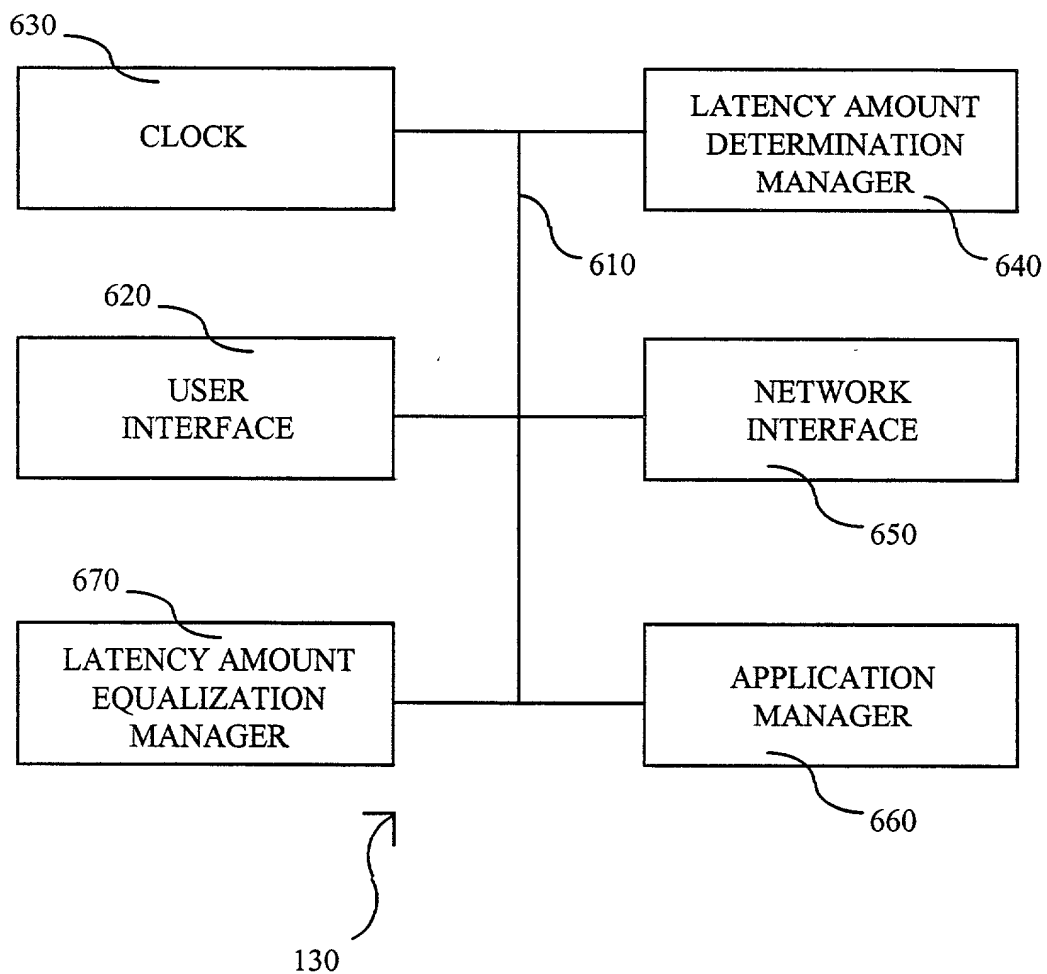 630
CLOCK
LATENCY AMOUNT
DETERMINATION
MANAGER
610
640
620
USER
INTERFACE
NETWORK
INTERFACE
650
670
LATENCY AMOUNT
EQUALIZATION
MANAGER
APPLICATION
MANAGER
660
130